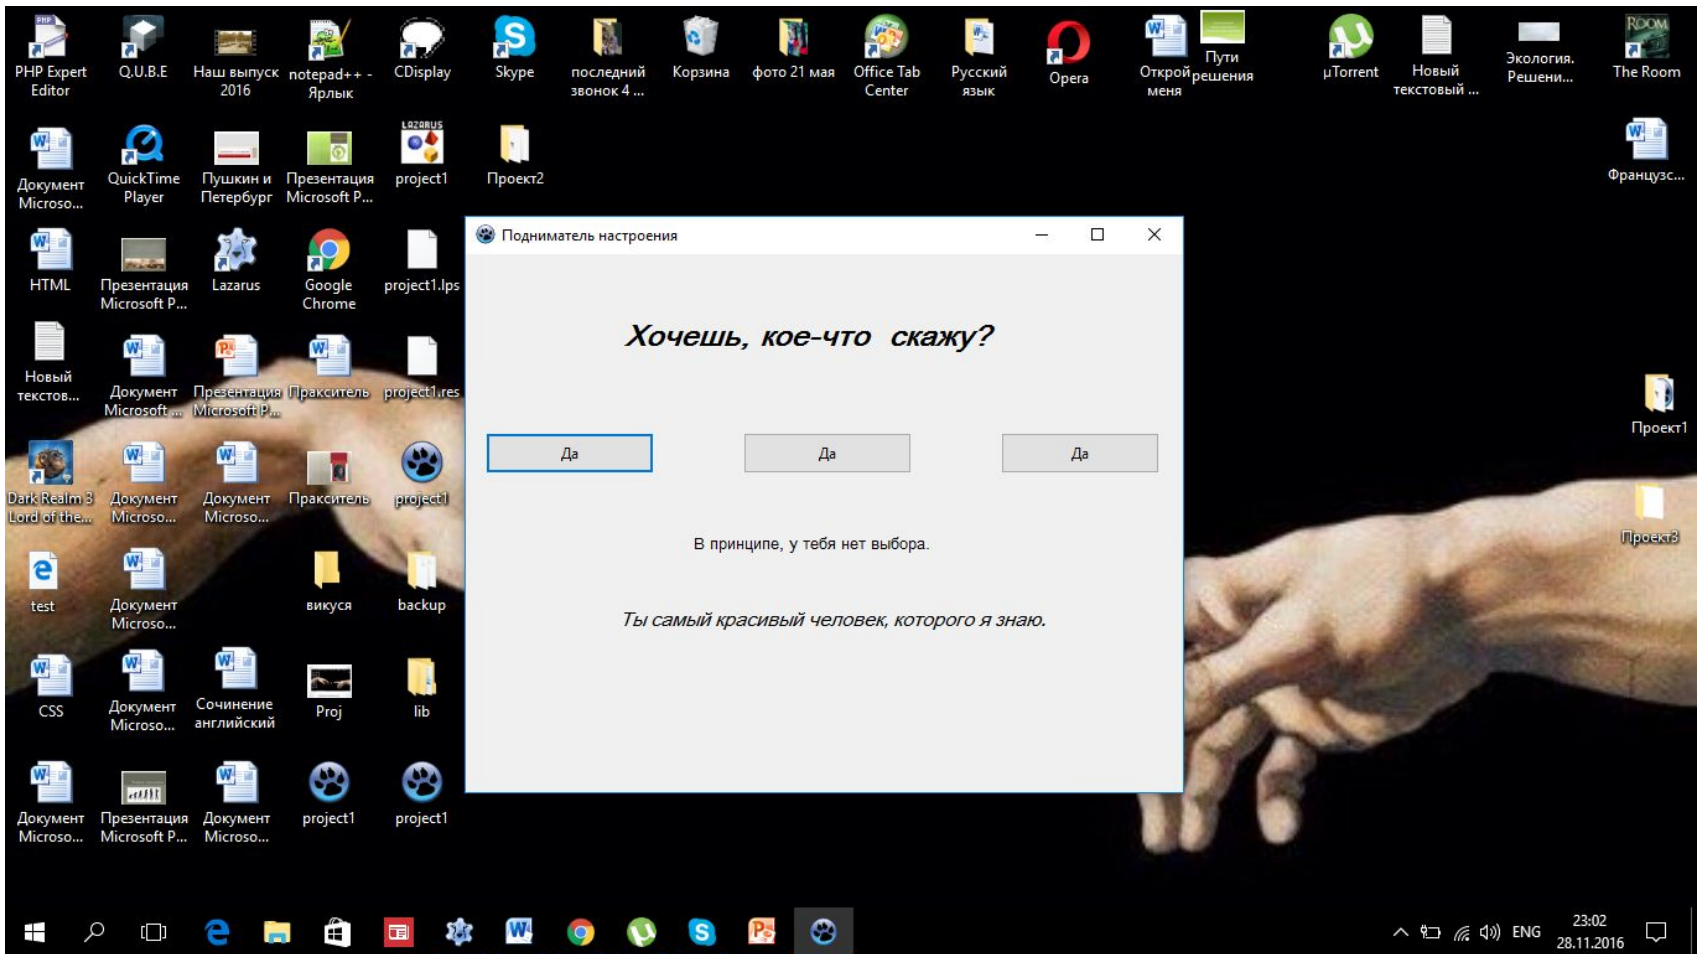 PHP Expert
Editor
Q.U.B.E
Наш выпуск
2016
notepad++ -
Ярлык
CDisplay
Skype
последний
звонок 4 ...
Корзина
фото 21 мая
Office Tab
Center
Русский
язык
Opera
Открой
меня
Пути
решения
µTorrent
Новый
текстовый ...
Экология.
Решени...
ROOM
The Room
Документ
Microso...
QuickTime
Player
Пушкин и
Петербург
Презентация
Microsoft P...
LAZARUS
project1
Проект2
Французс...
HTML
Презентация
Microsoft P...
Lazarus
Google
Chrome
project1.lps
Подниматель настроения
Хочешь, кое-что скажу?
Да
Да
Да
В принципе, у тебя нет выбора.
Ты самый красивый человек, которого я знаю.
Новый
текстов...
Документ
Microsoft ...
Презентация
Microsoft P...
Пракситель
project1.res
Проект1
Dark Realm 3
Lord of the...
Документ
Microso...
Документ
Microso...
Пракситель
project1
Проект3
test
Документ
Microso...
викуся
backup
CSS
Документ
Microso...
Сочинение
английский
Proj
lib
Документ
Microso...
Презентация
Microsoft P...
Документ
Microso...
project1
project1
ENG
23:02
28.11.2016